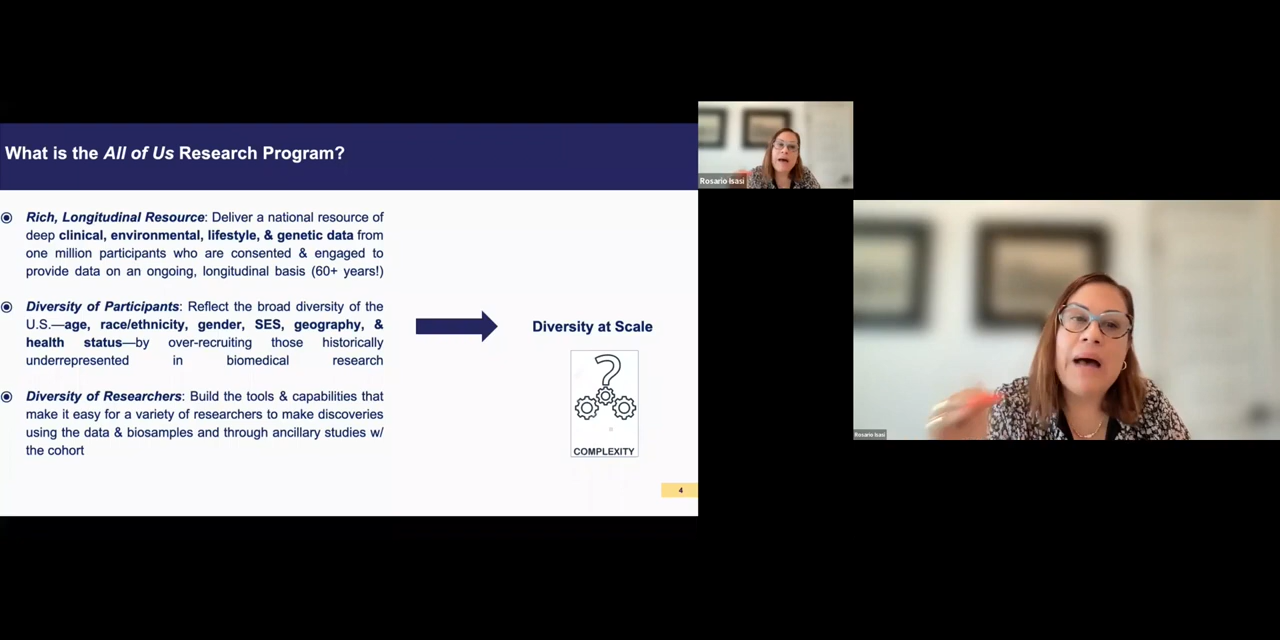 What is the All of Us Research Program?
Rich, Longitudinal Resource: Deliver a national resource of
deep clinical, environmental, lifestyle, & genetic data from
one million participants who are consented & engaged to
provide data on an ongoing, longitudinal basis (60+ years!)
Diversity of Participants: Reflect the broad diversity of the
U.S.—age, race/ethnicity, gender, SES, geography, &
health status—by over-recruiting those historically
underrepresented in biomedical research
Diversity of Researchers: Build the tools & capabilities that
make it easy for a variety of researchers to make discoveries
using the data & biosamples and through ancillary studies w/
the cohort
Diversity at Scale
?
COMPLEXITY
4
Rosario Isasi
Rosario Isasi